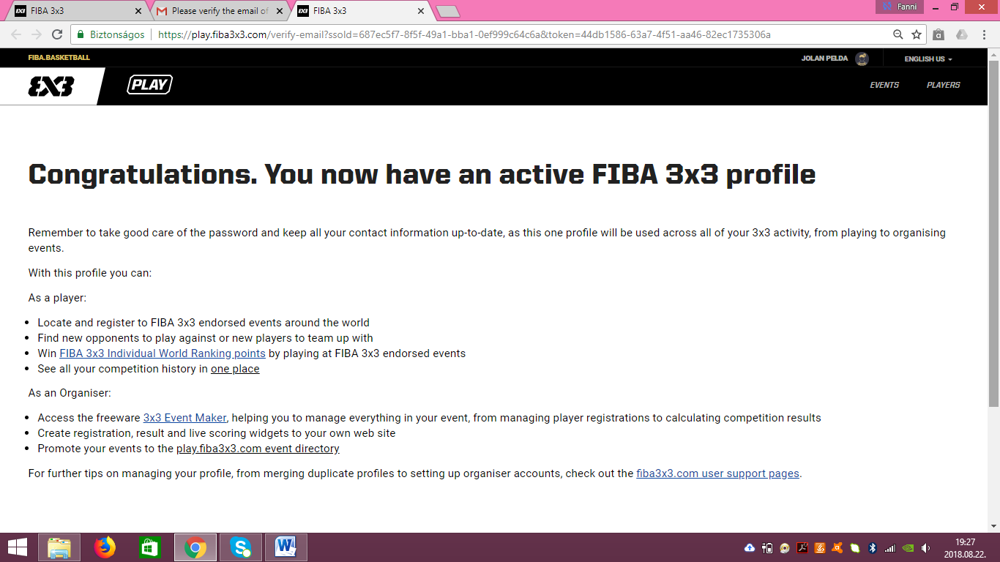 FIBA 3x3
Please verify the email of
FIBA 3x3
Fanni
Biztonságos
https://play.fiba3x3.com/verify-email?ssoId=687ec5f7-8f5f-49a1-bba1-0ef999c64c6a&token=44db1586-63a7-4f51-aa46-82ec1735306a
FIBA.BASKETBALL
JOLAN PELDA
ENGLISH US
3X3
PLAY
EVENTS
PLAYERS
Congratulations. You now have an active FIBA 3x3 profile
Remember to take good care of the password and keep all your contact information up-to-date, as this one profile will be used across all of your 3x3 activity, from playing to organising
events.
With this profile you can:
As a player:
• Locate and register to FIBA 3x3 endorsed events around the world
• Find new opponents to play against or new players to team up with
• Win FIBA 3x3 Individual World Ranking points by playing at FIBA 3x3 endorsed events
• See all your competition history in one place
As an Organiser:
• Access the freeware 3x3 Event Maker, helping you to manage everything in your event, from managing player registrations to calculating competition results
• Create registration, result and live scoring widgets to your own web site
• Promote your events to the play.fiba3x3.com event directory
For further tips on managing your profile, from merging duplicate profiles to setting up organiser accounts, check out the fiba3x3.com user support pages.
19:27
2018.08.22.